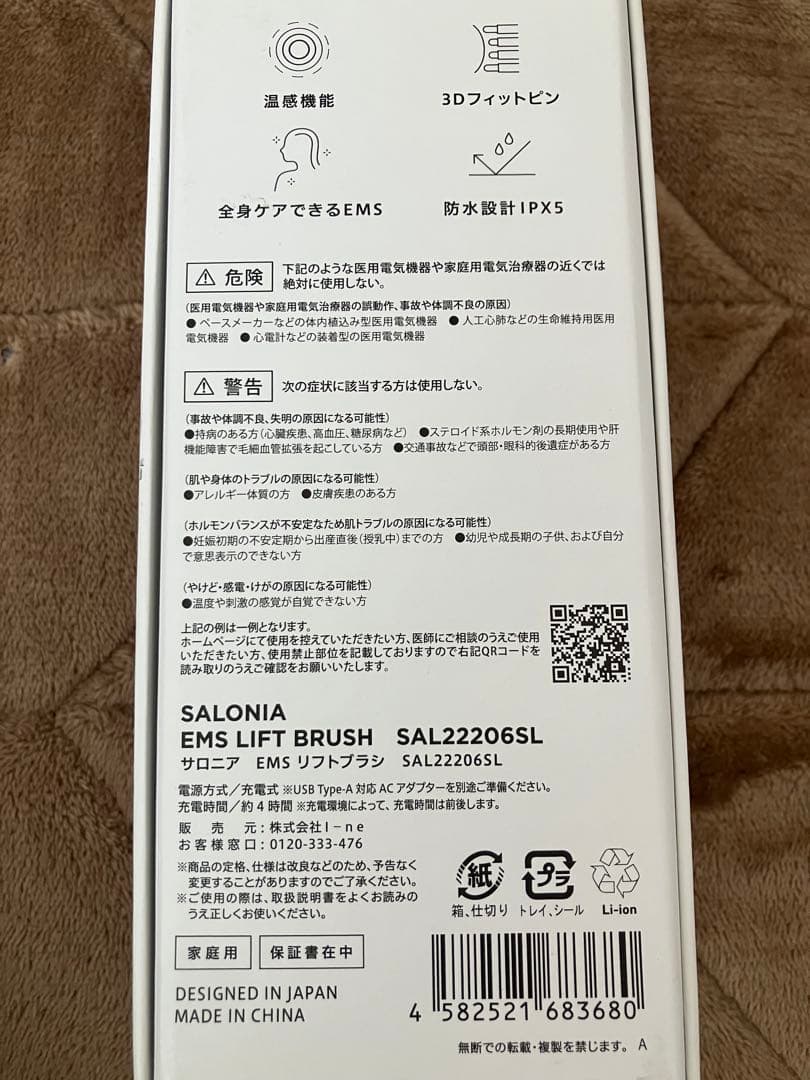 温感機能
3Dフィットピン
全身ケアできるEMS
防水設計IPX5
危険 下記のような医用電気機器や家庭用電気治療器の近くでは
絶対に使用しない。
(医用電気機器や家庭用電気治療器の誤動作、事故や体調不良の原因)
● ペースメーカーなどの体内植込み型医用電気機器 ● 人工心肺などの生命維持用医用
電気機器 ● 心電計などの装着型の医用電気機器
警告 次の症状に該当する方は使用しない。
(事故や体調不良、失明の原因になる可能性)
●持病のある方(心臓疾患、高血圧、糖尿病など) ●ステロイド系ホルモン剤の長期使用や肝
機能障害で毛細血管拡張を起こしている方 ●交通事故などで頭部・眼科的後遺症がある方
(肌や身体のトラブルの原因になる可能性)
●アレルギー体質の方 ●皮膚疾患のある方
(ホルモンバランスが不安定なため肌トラブルの原因になる可能性)
●妊娠初期の不安定期から出産直後(授乳中)までの方 ●幼児や成長期の子供、および自分
で意思表示のできない方
(やけど・感電・けがの原因になる可能性)
●温度や刺激の感覚が自覚できない方
上記の例は一例となります。
ホームページにて使用を控えていただきたい方、医師にご相談のうえご使用
いただきたい方、使用禁止部位を記載しておりますので右記QRコードを
読み取りのうえご確認をお願いいたします。
SALONIA
EMS LIFT BRUSH SAL22206SL
サロニア EMS リフトブラシ SAL22206SL
電源方式/充電式 ※USB Type-A 対応 AC アダプターを別途ご準備ください。
充電時間/約4時間 ※充電環境によって、充電時間は前後します。
販売元:株式会社I-ne
お客様窓口:0120-333-476
※商品の定格、仕様は改良などのため、予告なく
変更することがありますのでご了承ください。
※ご使用の際は、取扱説明書をよくお読みの
うえ正しくお使いください。
紙 プラ
箱、仕切り トレイ、シール Li-ion
家庭用 保証書在中
DESIGNED IN JAPAN
MADE IN CHINA
4 582521 683680
無断での転載・複製を禁じます。 A